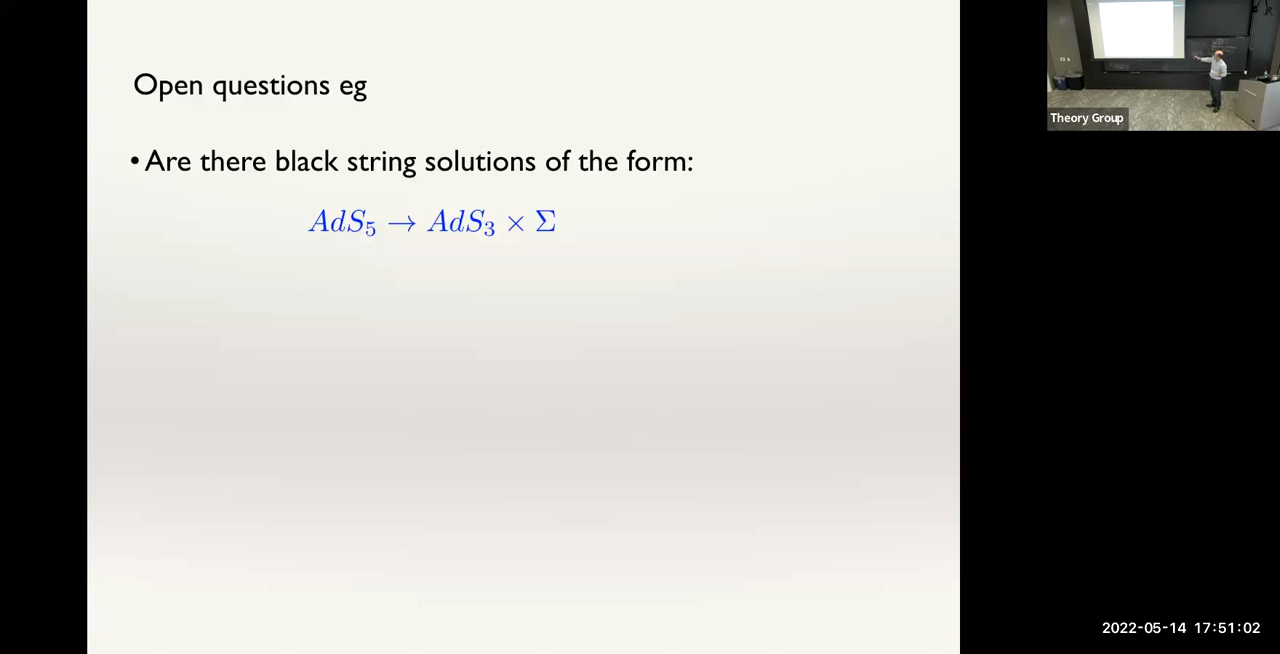 Open questions eg
• Are there black string solutions of the form:
AdS₅ → AdS₃ × Σ
Theory Group
2022-05-14 17:51:02